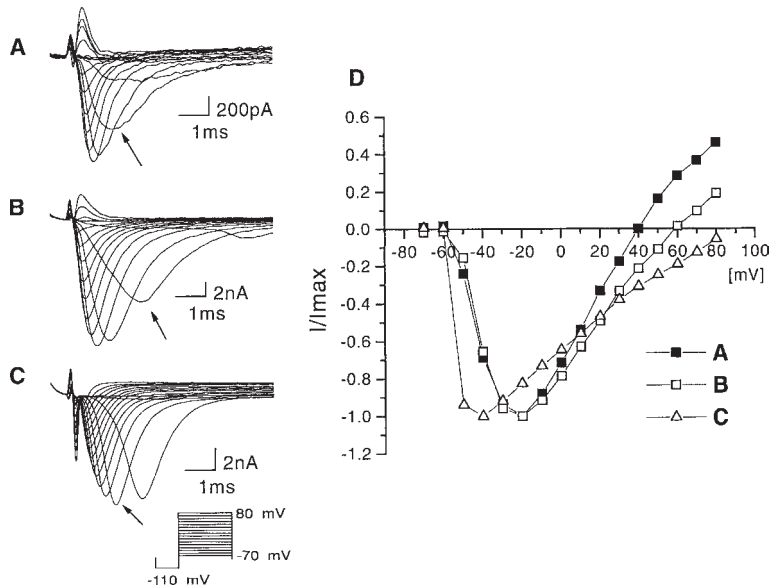 A
200pA
1ms
B
2nA
1ms
C
2nA
1ms
80 mV
-70 mV
-110 mV
D
0.6
0.4
0.2
0.0
-0.2
-0.4
-0.6
-0.8
-1.0
-1.2
I/Imax
-80 -60 -40 -20 0 20 40 60 80 100
[mV]
A
B
C